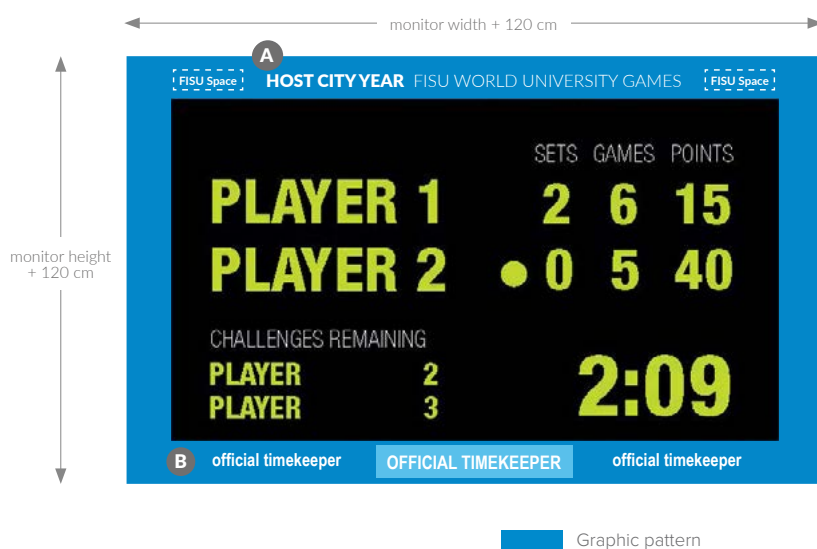 monitor width + 120 cm
A
FISU Space HOST CITY YEAR FISU WORLD UNIVERSITY GAMES FISU Space
SETS GAMES POINTS
PLAYER 1 2 6 15
PLAYER 2 0 5 40
monitor height
+ 120 cm
CHALLENGES REMAINING
PLAYER 2
PLAYER 3
2:09
B official timekeeper OFFICIAL TIMEKEEPER official timekeeper
Graphic pattern